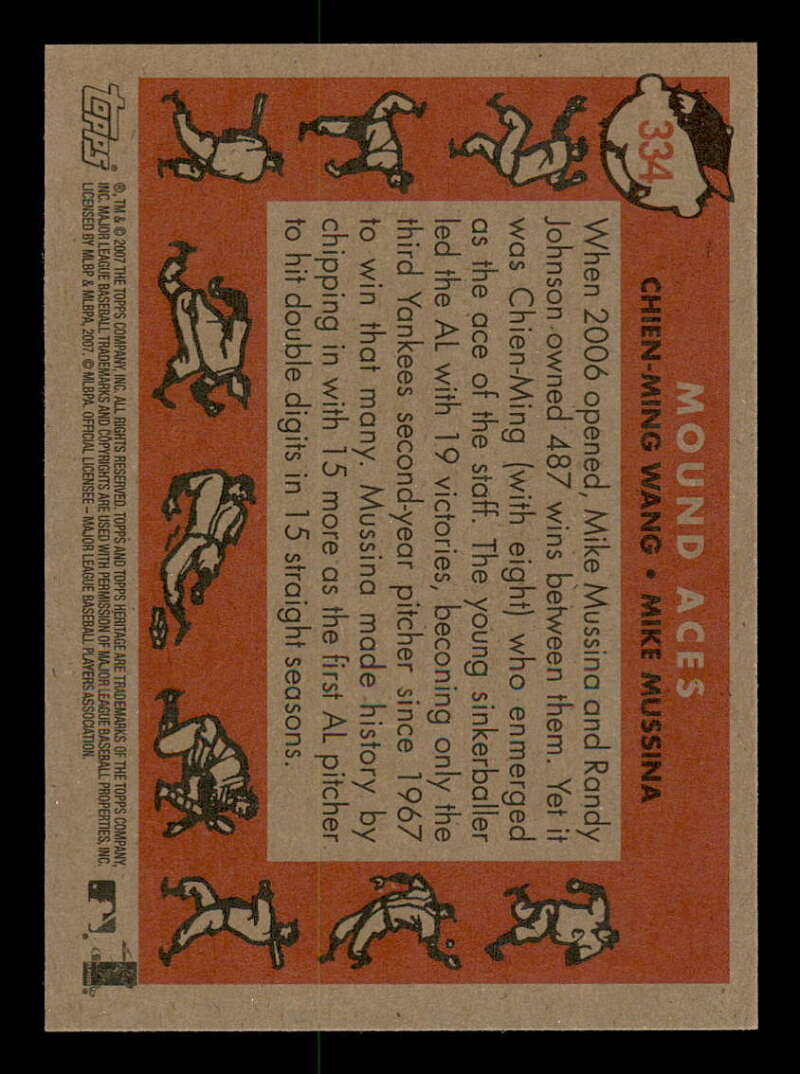 334
MOUND ACES
CHIEN-MING WANG • MIKE MUSSINA
When 2006 opened, Mike Mussina and Randy
Johnson owned 487 wins between them. Yet it
was Chien-Ming (with eight) who enmerged
as the ace of the staff. The young sinkerballer
led the AL with 19 victories, beconing only the
third Yankees second-year pitcher since 1967
to win that many. Mussina made history by
chipping in with 15 more as the first AL pitcher
to hit double digits in 15 straight seasons.
topps®
®, TM & © 2007 THE TOPPS COMPANY, INC. ALL RIGHTS RESERVED. TOPPS AND TOPPS HERITAGE ARE TRADEMARKS OF THE TOPPS COMPANY,
INC. MAJOR LEAGUE BASEBALL TRADEMARKS AND COPYRIGHTS ARE USED WITH PERMISSION OF MAJOR LEAGUE BASEBALL PROPERTIES, INC.
LICENSED BY MLBP & MLBPA, 2007. © MLBPA. OFFICIAL LICENSEE – MAJOR LEAGUE BASEBALL PLAYERS ASSOCIATION.